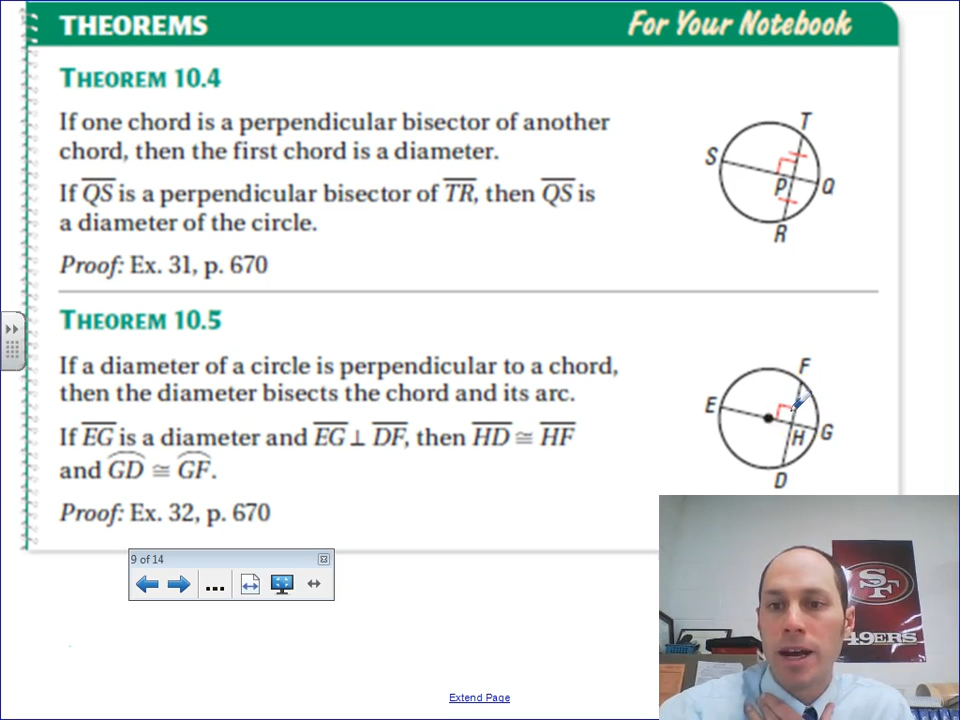 THEOREMS
For Your Notebook
THEOREM 10.4
If one chord is a perpendicular bisector of another
chord, then the first chord is a diameter.
If QS is a perpendicular bisector of TR, then QS is
a diameter of the circle.
Proof: Ex. 31, p. 670
T
S
P
Q
R
THEOREM 10.5
If a diameter of a circle is perpendicular to a chord,
then the diameter bisects the chord and its arc.
If EG is a diameter and EG ⊥ DF, then HD ≅ HF
and GD ≅ GF.
Proof: Ex. 32, p. 670
F
E
H
G
D
9 of 14
...
Extend Page
SF
49ERS